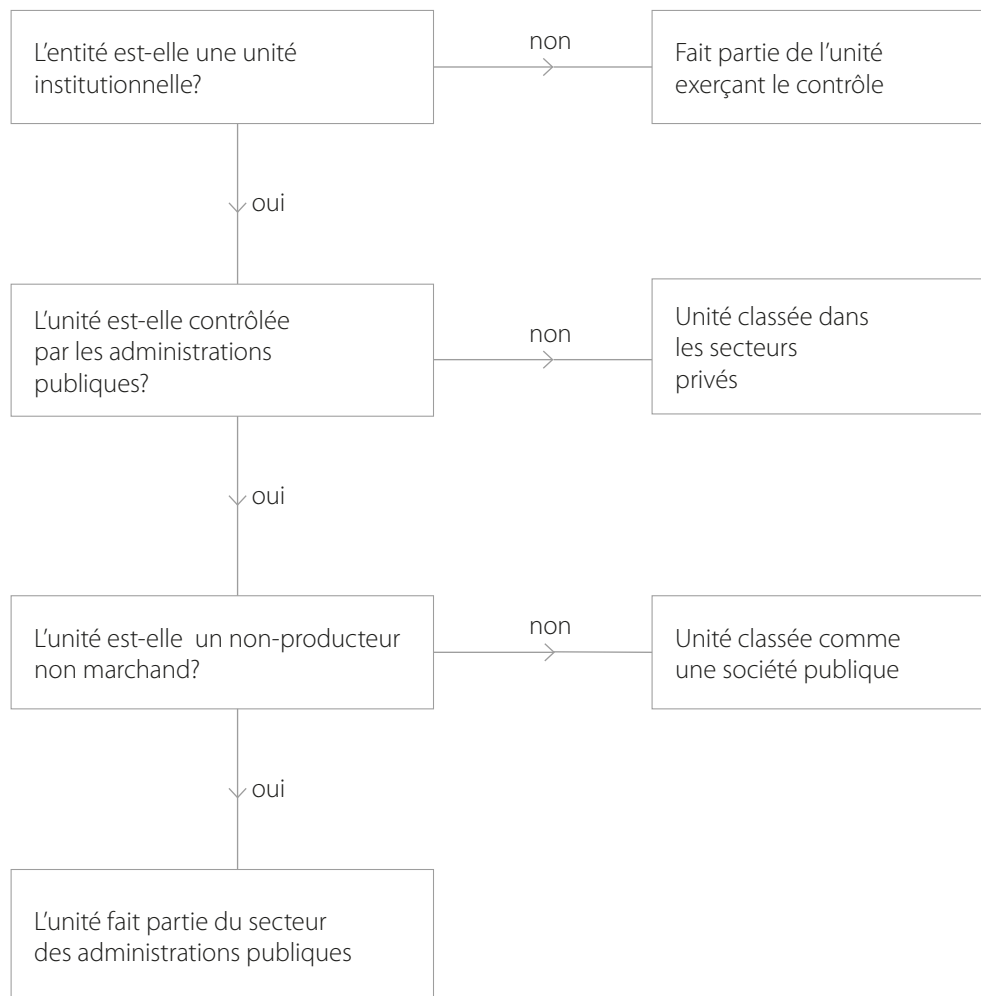 L'entité est-elle une unité
institutionnelle?
non
Fait partie de l'unité
exerçant le contrôle
oui
L'unité est-elle contrôlée
par les administrations
publiques?
non
Unité classée dans
les secteurs
privés
oui
L'unité est-elle un non-producteur
non marchand?
non
Unité classée comme
une société publique
oui
L'unité fait partie du secteur
des administrations publiques